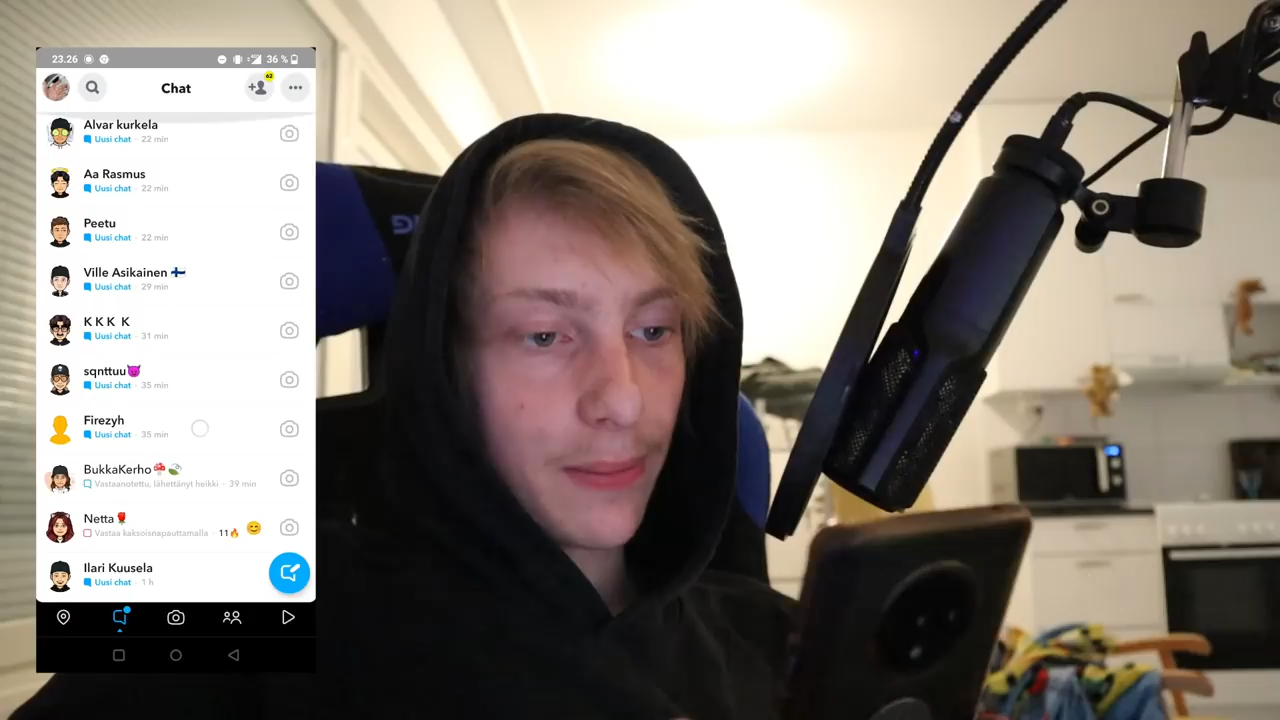 23.26
36 %
62
Chat
Alvar kurkela
Uusi chat · 22 min
Aa Rasmus
Uusi chat · 22 min
Peetu
Uusi chat · 22 min
Ville Asikainen 🇫🇮
Uusi chat · 29 min
K K K K
Uusi chat · 31 min
sqnttuu😈
Uusi chat · 35 min
Firezyh
Uusi chat · 35 min
BukkaKerho🍄
Vastaanotettu, lähettänyt heikki · 39 min
Netta🌹
Vastaa kaksoisnapauttamalla · 11🔥 😊
Ilari Kuusela
Uusi chat · 1 h